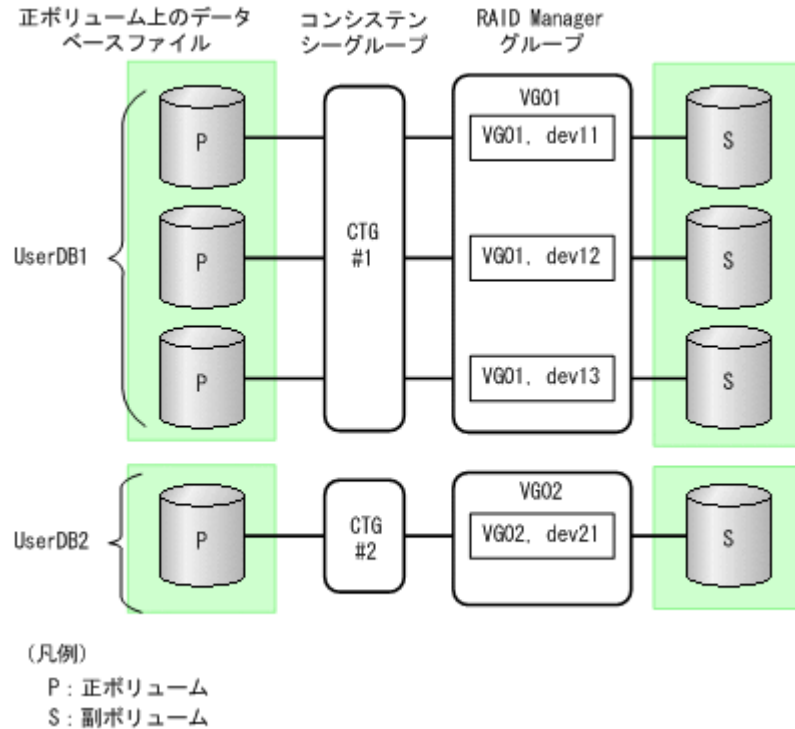 正ボリューム上のデータ
ベースファイル
コンシステン
シーグループ
RAID Manager
グループ
UserDB1
P
P
P
CTG
#1
VG01
VG01, dev11
VG01, dev12
VG01, dev13
S
S
S
UserDB2
P
CTG
#2
VG02
VG02, dev21
S
(凡例)
P：正ボリューム
S：副ボリューム